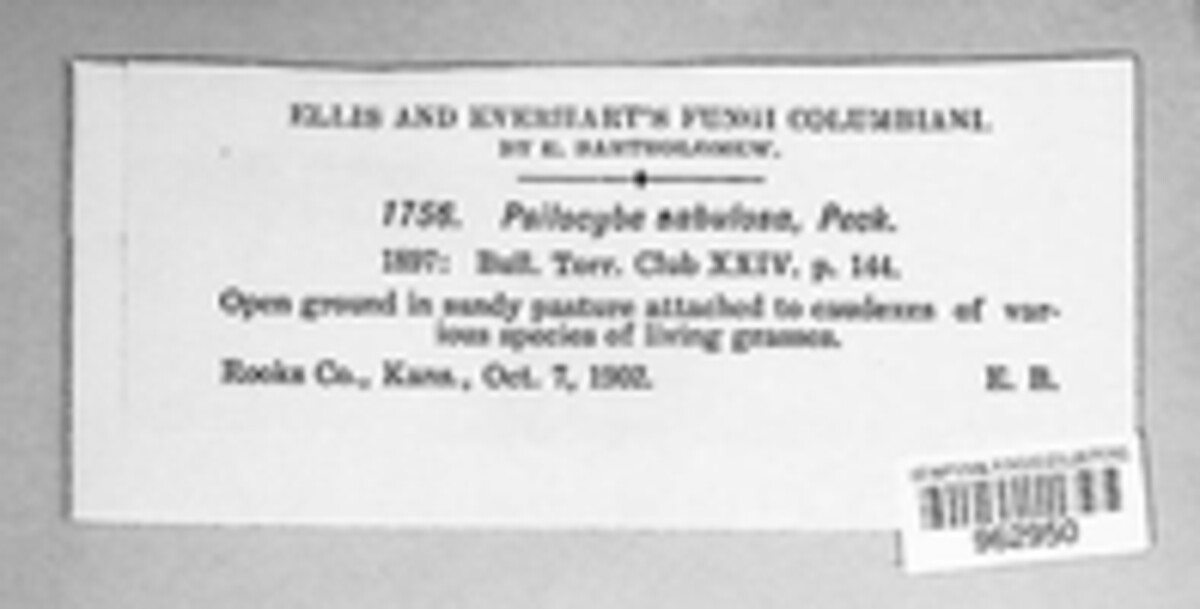 ELLIS AND EVERHART'S FUNGI COLUMBIANI.
BY E. BARTHOLOMEW.
1756. Psilocybe sabulosa, Peck.
1897: Bull. Torr. Club XXIV. p. 144.
Open ground in sandy pasture attached to caudexes of var-
ious species of living grasses.
Rooks Co., Kans., Oct. 7, 1902.
E. B.
962950